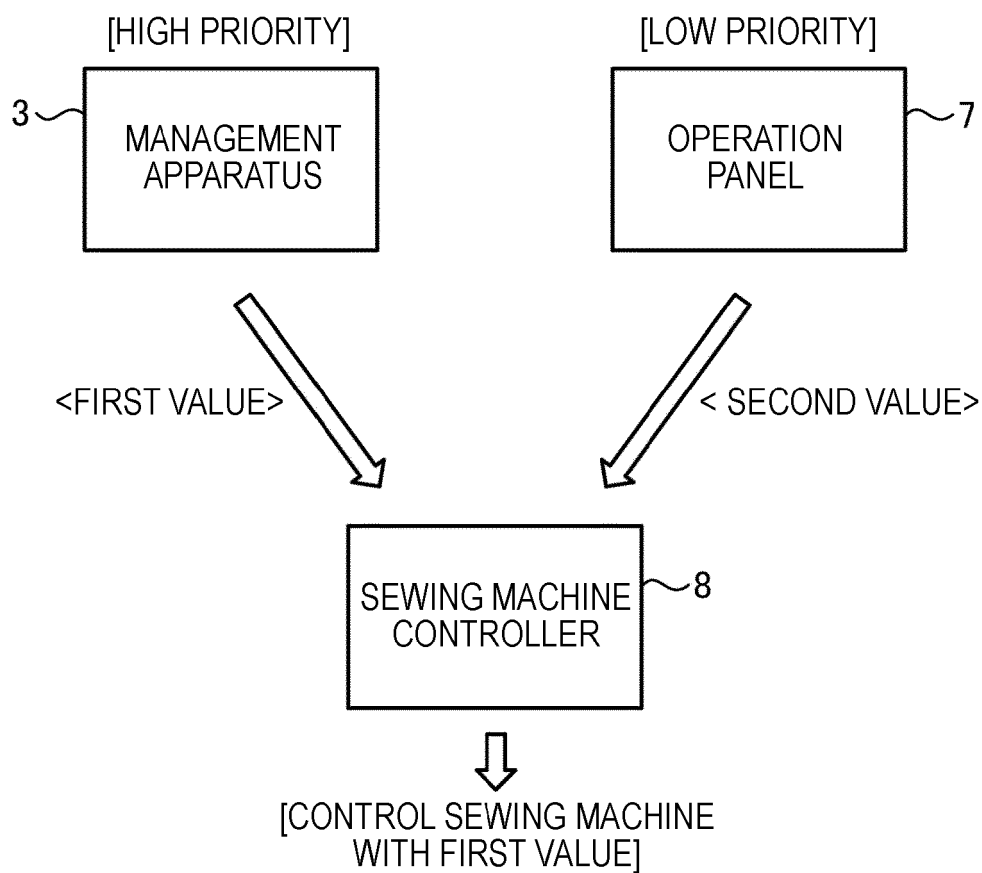 [HIGH PRIORITY]
[LOW PRIORITY]
3
MANAGEMENT
APPARATUS
OPERATION
PANEL
7
<FIRST VALUE>
< SECOND VALUE>
SEWING MACHINE
CONTROLLER
8
[CONTROL SEWING MACHINE
WITH FIRST VALUE]